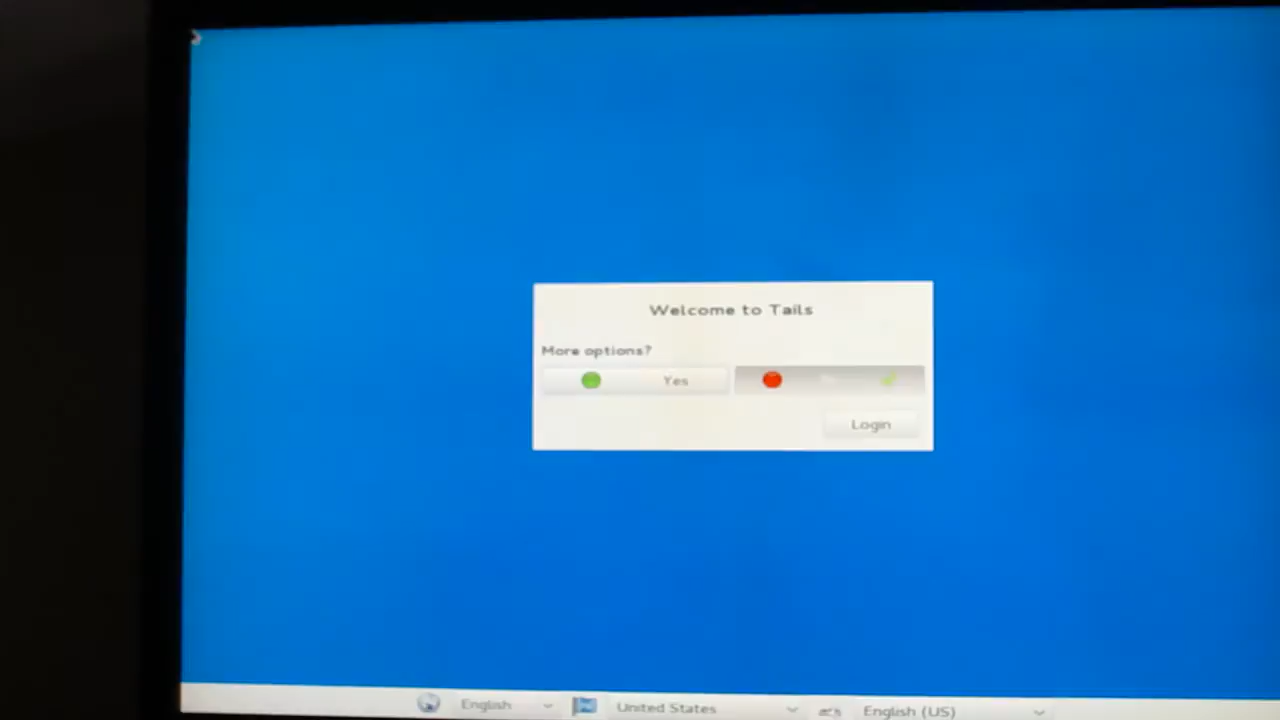 Welcome to Tails
More options?
Yes
Login
English United States English (US)